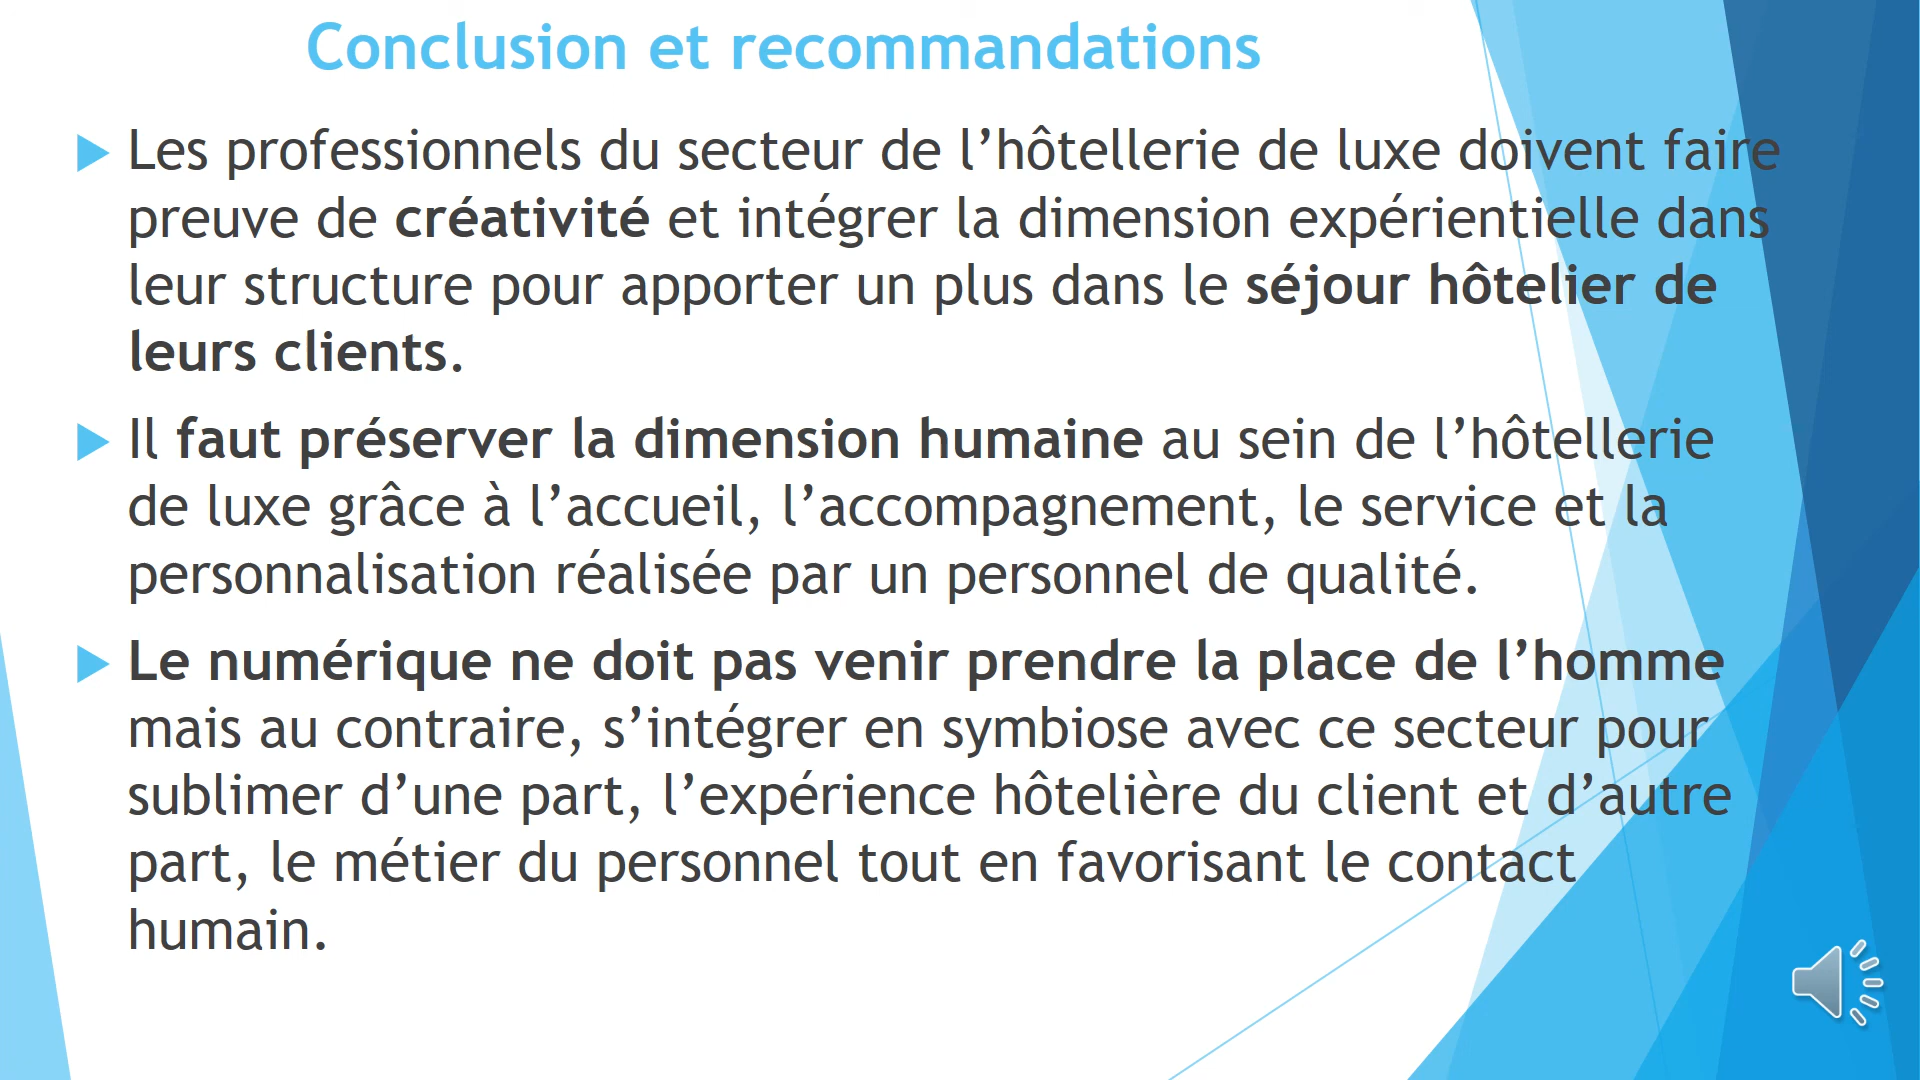 Conclusion et recommandations
Les professionnels du secteur de l’hôtellerie de luxe doivent faire
preuve de créativité et intégrer la dimension expérientielle dans
leur structure pour apporter un plus dans le séjour hôtelier de
leurs clients.
Il faut préserver la dimension humaine au sein de l’hôtellerie
de luxe grâce à l’accueil, l’accompagnement, le service et la
personnalisation réalisée par un personnel de qualité.
Le numérique ne doit pas venir prendre la place de l’homme
mais au contraire, s’intégrer en symbiose avec ce secteur pour
sublimer d’une part, l’expérience hôtelière du client et d’autre
part, le métier du personnel tout en favorisant le contact
humain.